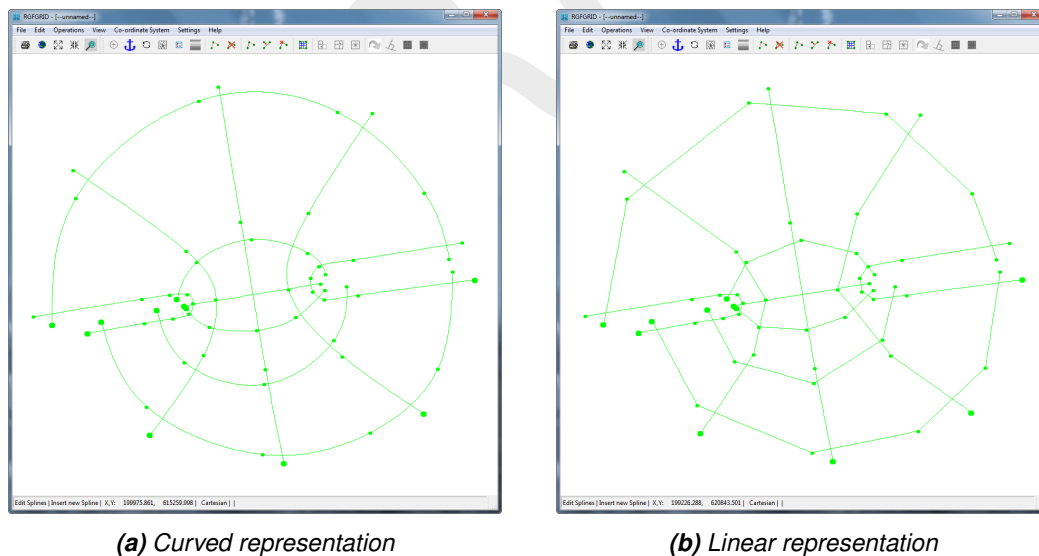 RGFGRID - [--unnamed--]
File Edit Operations View Co-ordinate System Settings Help
Edit Splines | Insert new Spline | X,Y: 199975.861, 615259.998 | Cartesian | |
(a) Curved representation
RGFGRID - [--unnamed--]
File Edit Operations View Co-ordinate System Settings Help
Edit Splines | Insert new Spline | X,Y: 199226.288, 620843.501 | Cartesian | |
(b) Linear representation